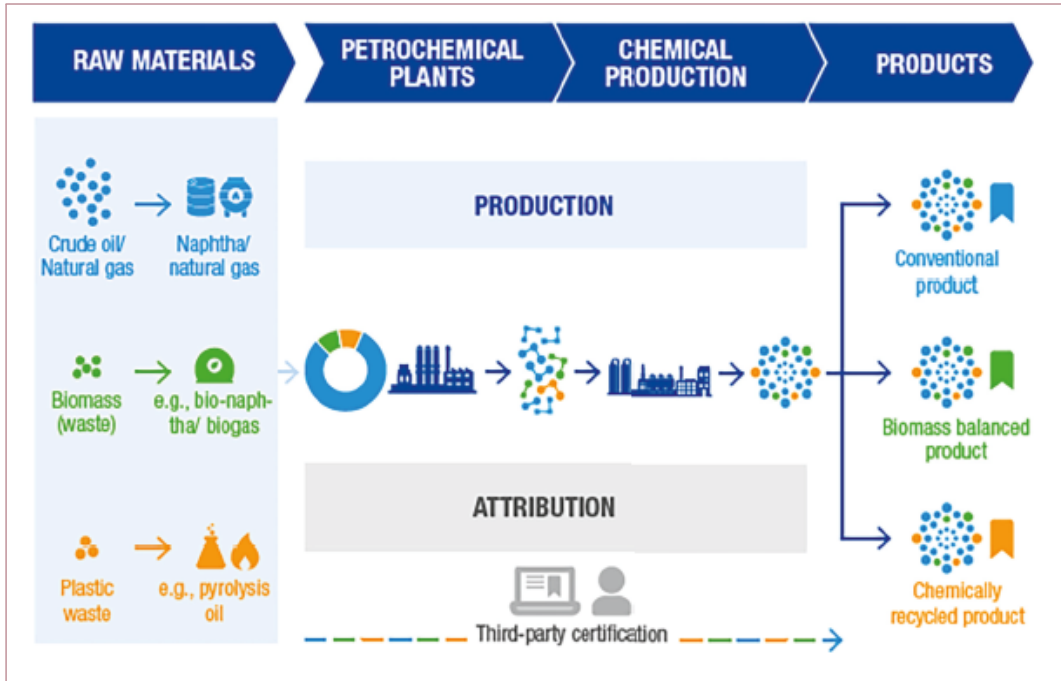 RAW MATERIALS
PETROCHEMICAL
PLANTS
CHEMICAL
PRODUCTION
PRODUCTS
Crude oil/
Natural gas
Naphtha/
natural gas
PRODUCTION
Conventional
product
Biomass
(waste)
e.g., bio-naph-
tha/ biogas
Biomass balanced
product
ATTRIBUTION
Plastic
waste
e.g., pyrolysis
oil
Third-party certification
Chemically
recycled product